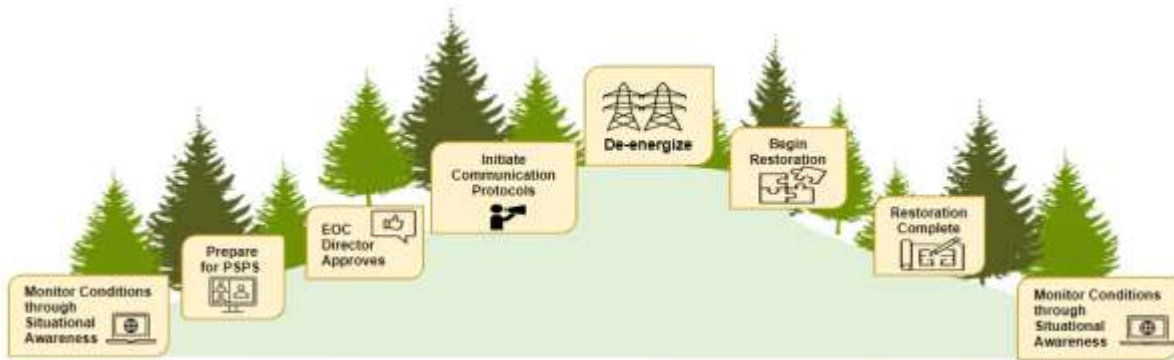 Monitor Conditions
through
Situational
Awareness
Prepare
for PSPS
EOC
Director
Approves
Initiate
Communication
Protocols
De-energize
Begin
Restoration
Restoration
Complete
Monitor Conditions
through
Situational
Awareness